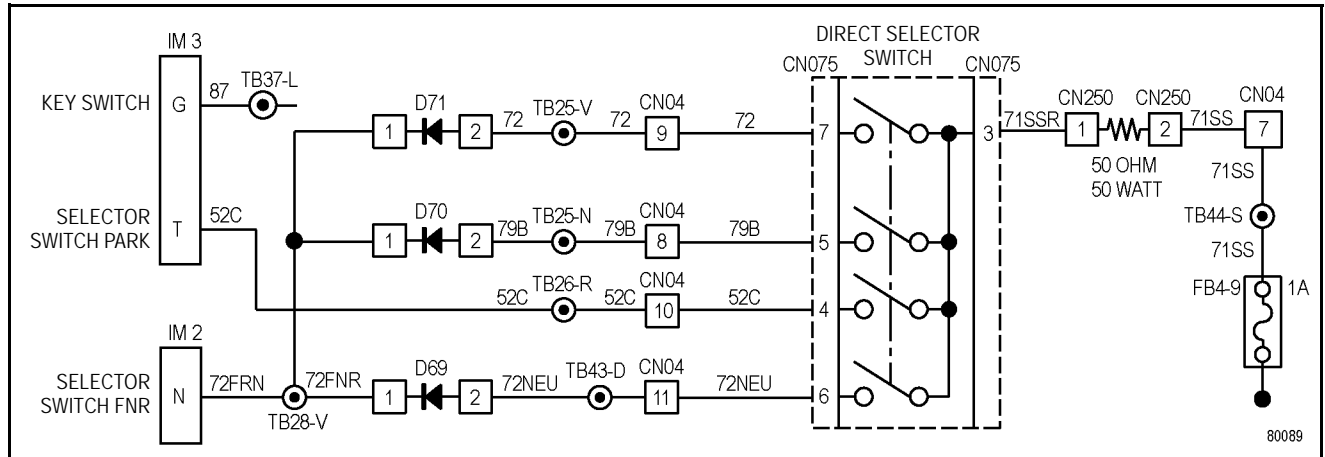 DIRECT SELECTOR
SWITCH
IM 3
CN075
CN075
KEY SWITCH
G
87
TB37-L
D71
1
2
72
TB25-V
72
CN04
9
72
7
3
71SSR
CN250
1
CN250
2
71SS
CN04
7
50 OHM
50 WATT
71SS
SELECTOR
SWITCH PARK
T
52C
D70
1
2
79B
TB25-N
79B
CN04
8
79B
5
TB44-S
71SS
52C
TB26-R
52C
CN04
10
52C
4
FB4-9
1A
IM 2
SELECTOR
SWITCH FNR
N
72FRN
TB28-V
72FNR
D69
1
2
72NEU
TB43-D
CN04
11
72NEU
6
80089